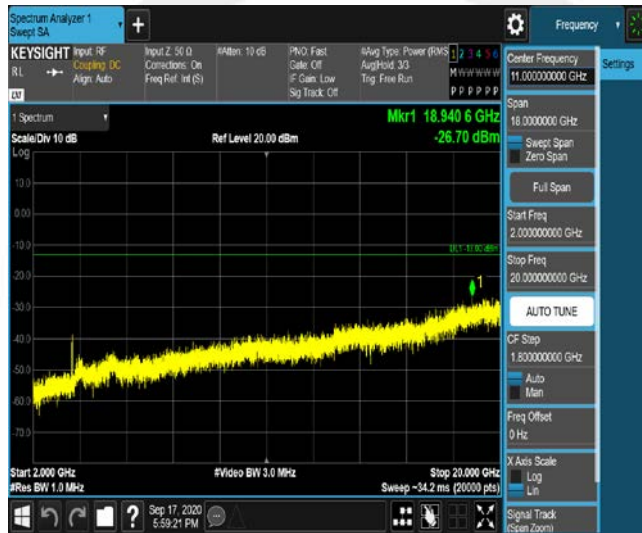 Spectrum Analyzer 1
Swept SA
+
Frequency
KEYSIGHT
RL
LXI
Input: RF
Coupling: DC
Align: Auto
Input Z: 50 Ω
Corrections: On
Freq Ref: Int (S)
#Atten: 10 dB
PNO: Fast
Gate: Off
IF Gain: Low
Sig Track: Off
#Avg Type: Power (RMS
Avg|Hold: 3/3
Trig: Free Run
1 2 3 4 5 6
M W W W W W
P P P P P P
1 Spectrum
Scale/Div 10 dB
Log
Ref Level 20.00 dBm
Mkr1 18.940 6 GHz
-26.70 dBm
10.0
0.00
-10.0
-20.0
-30.0
-40.0
-50.0
-60.0
-70.0
DL1 -13.00 dBm
1
Start 2.000 GHz
#Res BW 1.0 MHz
#Video BW 3.0 MHz
Stop 20.000 GHz
Sweep ~34.2 ms (20000 pts)
Center Frequency
11.000000000 GHz
Settings
Span
18.0000000 GHz
Swept Span
Zero Span
Full Span
Start Freq
2.000000000 GHz
Stop Freq
20.000000000 GHz
AUTO TUNE
CF Step
1.800000000 GHz
Auto
Man
Freq Offset
0 Hz
X Axis Scale
Log
Lin
Signal Track
(Span Zoom)
?
Sep 17, 2020
5:59:21 PM